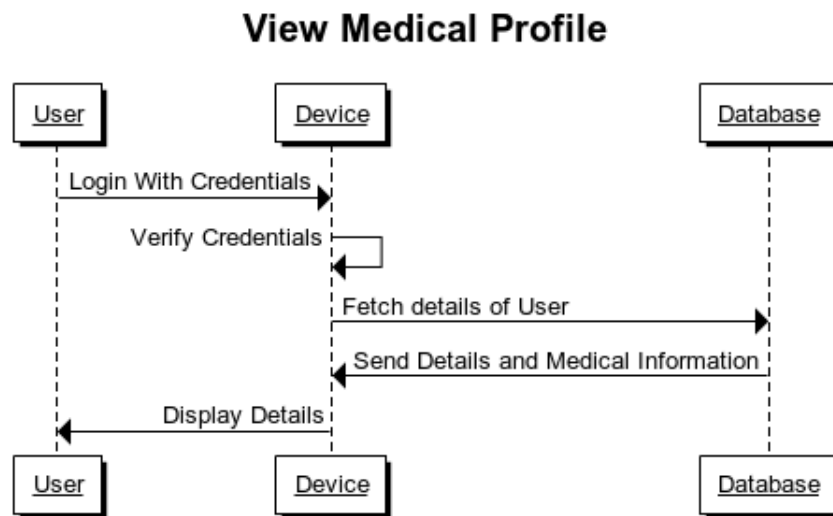 View Medical Profile
User
Device
Database
Login With Credentials
Verify Credentials
Fetch details of User
Send Details and Medical Information
Display Details
User
Device
Database